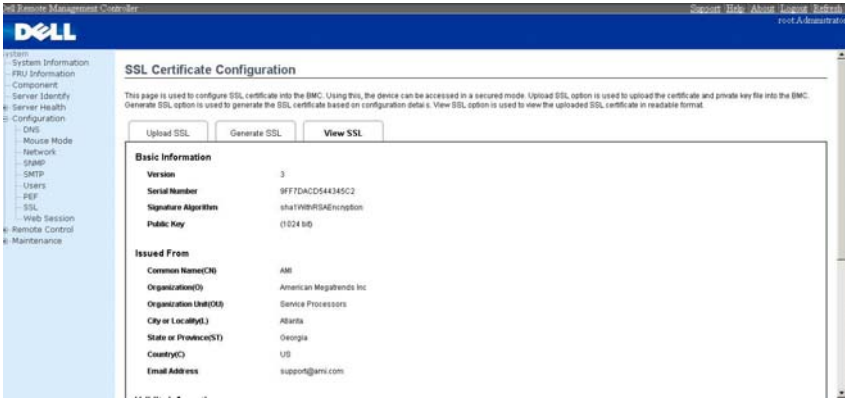 Dell Remote Management Controller
Support Help About Logout Refresh
root:Administrator
DELL
System
System Information
FRU Information
Component
Server Identify
Server Health
Configuration
DNS
Mouse Mode
Network
SNMP
SMTP
Users
PEF
SSL
Web Session
Remote Control
Maintenance
SSL Certificate Configuration
This page is used to configure SSL certificate into the BMC. Using this, the device can be accessed in a secured mode. Upload SSL option is used to upload the certificate and private key file into the BMC.
Generate SSL option is used to generate the SSL certificate based on configuration details. View SSL option is used to view the uploaded SSL certificate in readable format.
Upload SSL
Generate SSL
View SSL
Basic Information
Version 3
Serial Number 9FF7DACD544345C2
Signature Algorithm sha1WithRSAEncryption
Public Key (1024 bit)
Issued From
Common Name(CN) AMI
Organization(O) American Megatrends Inc
Organization Unit(OU) Service Processors
City or Locality(L) Atlanta
State or Province(ST) Georgia
Country(C) US
Email Address support@ami.com